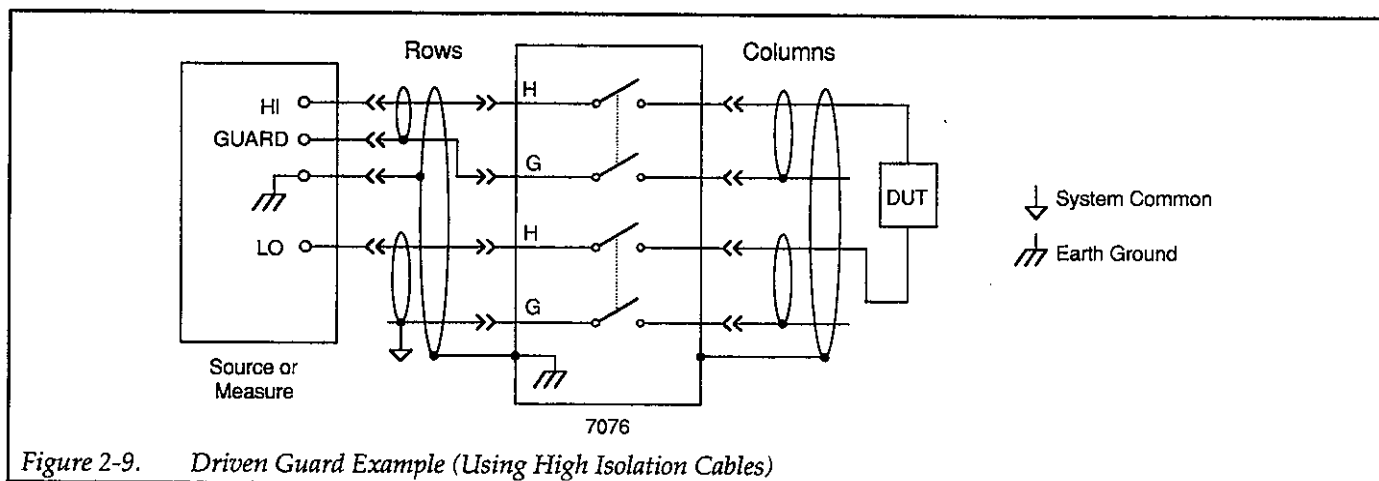 Rows
Columns
HI
GUARD
LO
H
G
H
G
DUT
System Common
Earth Ground
Source or
Measure
7076
Figure 2-9. Driven Guard Example (Using High Isolation Cables)